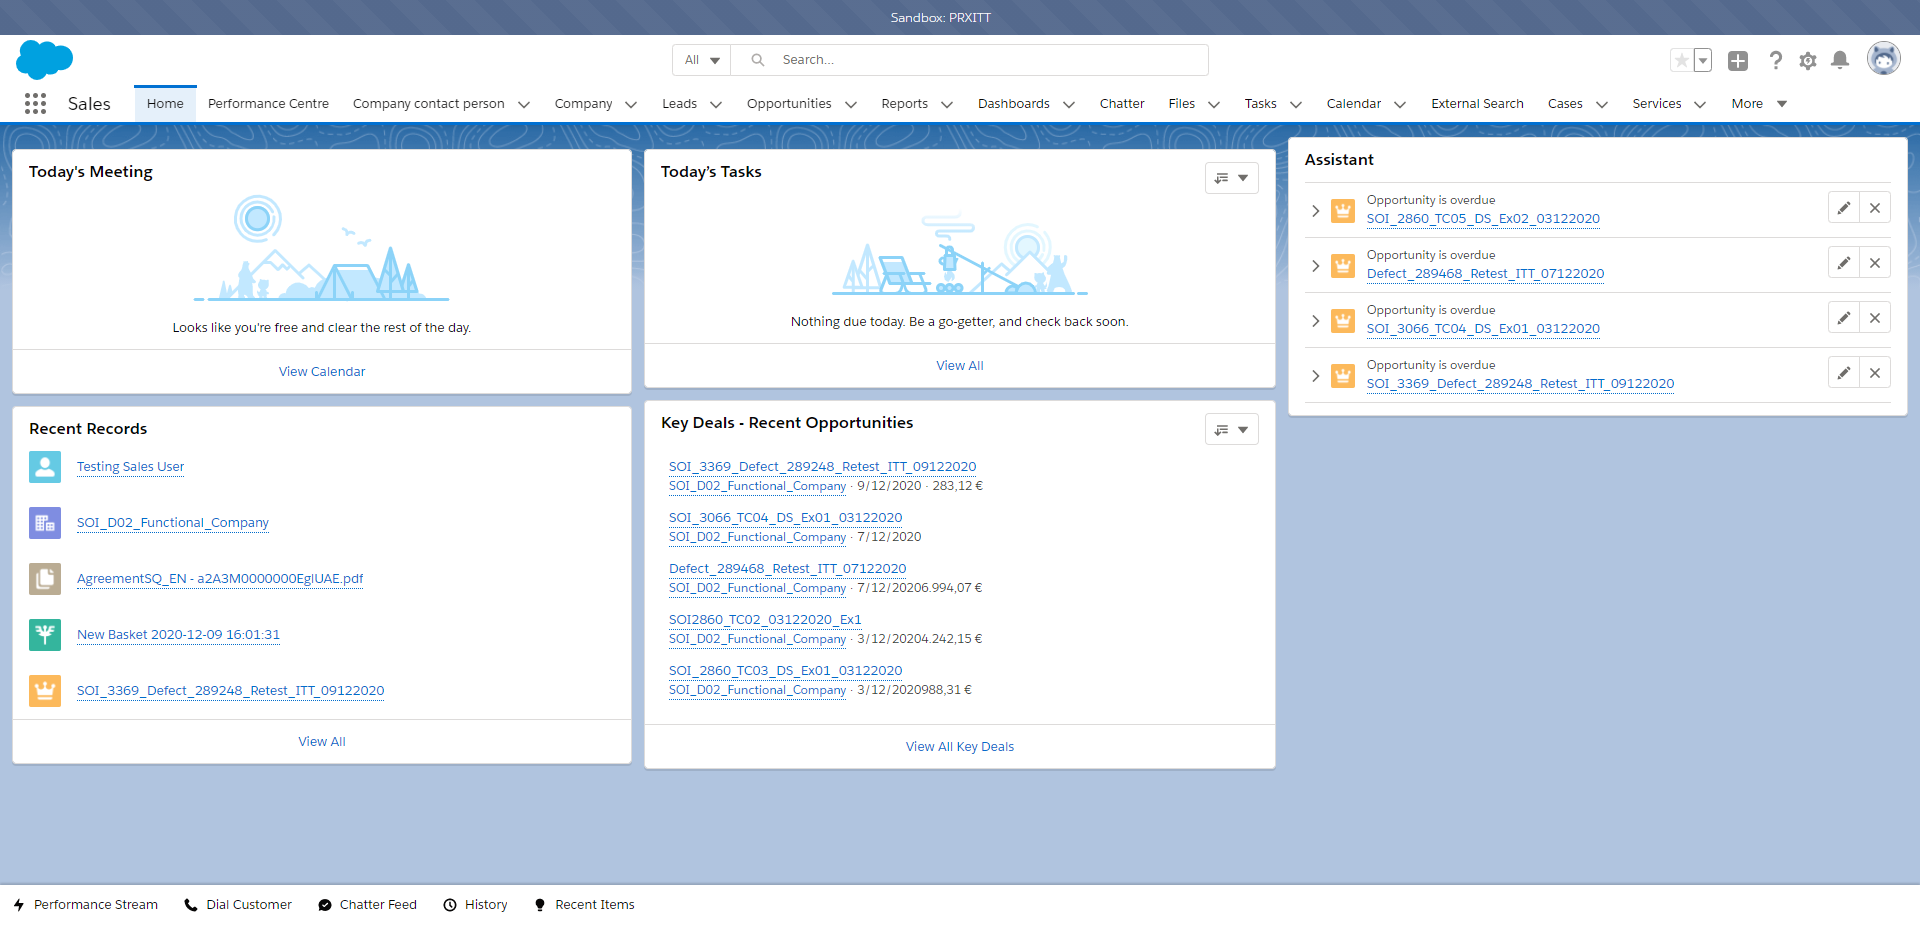 Sandbox: PRXITT
All
Search...
Sales
Home
Performance Centre
Company contact person
Company
Leads
Opportunities
Reports
Dashboards
Chatter
Files
Tasks
Calendar
External Search
Cases
Services
More
Today's Meeting
Looks like you're free and clear the rest of the day.
View Calendar
Recent Records
Testing Sales User
SOI_D02_Functional_Company
AgreementSQ_EN - a2A3M0000000EglUAE.pdf
New Basket 2020-12-09 16:01:31
SOI_3369_Defect_289248_Retest_ITT_09122020
View All
Today’s Tasks
Nothing due today. Be a go-getter, and check back soon.
View All
Key Deals - Recent Opportunities
SOI_3369_Defect_289248_Retest_ITT_09122020
SOI_D02_Functional_Company · 9/12/2020 · 283,12 €
SOI_3066_TC04_DS_Ex01_03122020
SOI_D02_Functional_Company · 7/12/2020
Defect_289468_Retest_ITT_07122020
SOI_D02_Functional_Company · 7/12/20206.994,07 €
SOI2860_TC02_03122020_Ex1
SOI_D02_Functional_Company · 3/12/20204.242,15 €
SOI_2860_TC03_DS_Ex01_03122020
SOI_D02_Functional_Company · 3/12/2020988,31 €
View All Key Deals
Assistant
Opportunity is overdue
SOI_2860_TC05_DS_Ex02_03122020
Opportunity is overdue
Defect_289468_Retest_ITT_07122020
Opportunity is overdue
SOI_3066_TC04_DS_Ex01_03122020
Opportunity is overdue
SOI_3369_Defect_289248_Retest_ITT_09122020
Performance Stream
Dial Customer
Chatter Feed
History
Recent Items